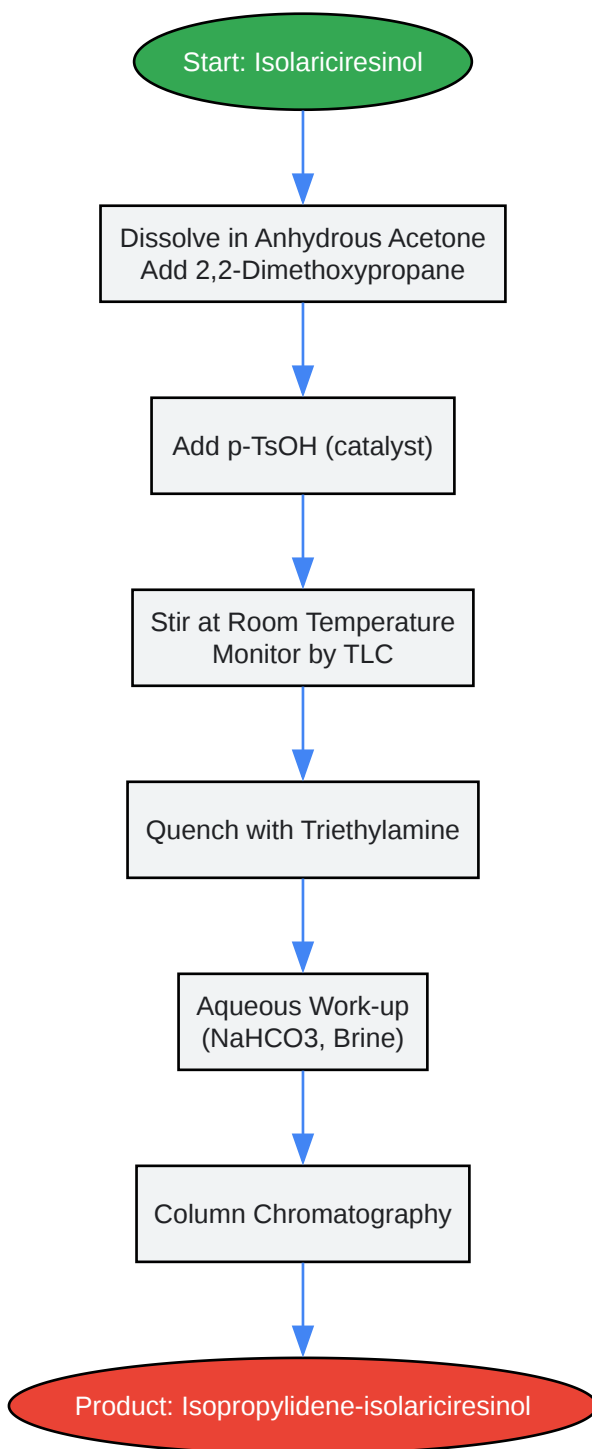 Start: Isolariciresinol
Dissolve in Anhydrous Acetone
Add 2,2-Dimethoxypropane
Add p-TsOH (catalyst)
Stir at Room Temperature
Monitor by TLC
Quench with Triethylamine
Aqueous Work-up
(NaHCO3, Brine)
Column Chromatography
Product: Isopropylidene-isolariciresinol